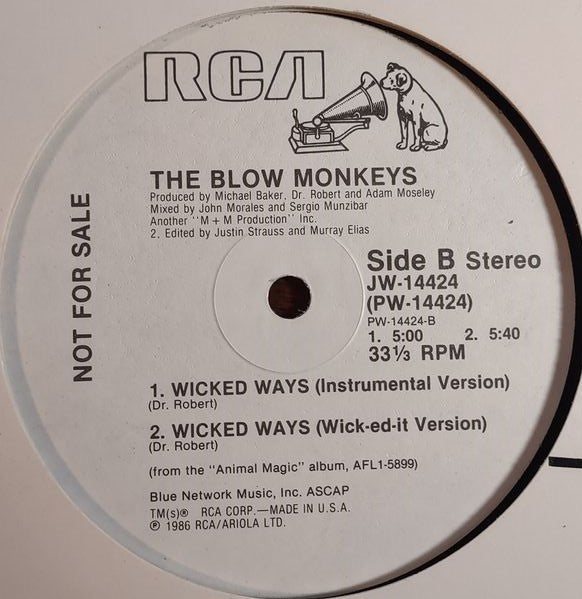 RCA
THE BLOW MONKEYS
Produced by Michael Baker, Dr. Robert and Adam Moseley
Mixed by John Morales and Sergio Munzibar
Another "M + M Production" Inc.
2. Edited by Justin Strauss and Murray Elias
NOT FOR SALE
Side B Stereo
JW-14424
(PW-14424)
PW-14424-B
1. 5:00 2. 5:40
33⅓ RPM
1. WICKED WAYS (Instrumental Version)
(Dr. Robert)
2. WICKED WAYS (Wick-ed-it Version)
(Dr. Robert)
(from the "Animal Magic" album, AFL1-5899)
Blue Network Music, Inc. ASCAP
TM(s)® RCA CORP.—MADE IN U.S.A.
℗ 1986 RCA/ARIOLA LTD.